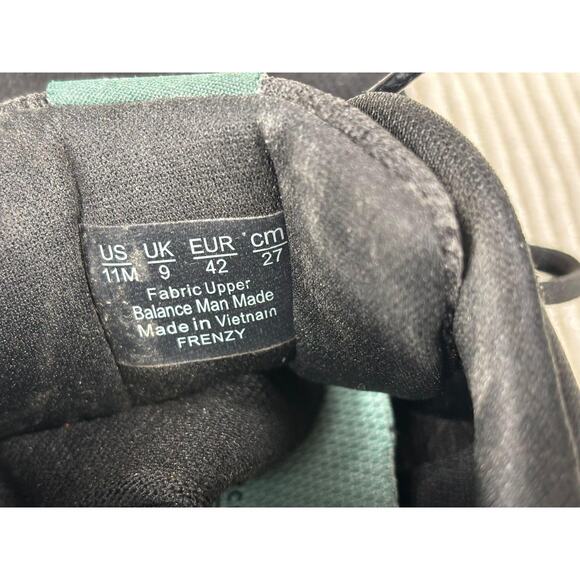 US UK EUR cm
11M 9 42 27
Fabric Upper
Balance Man Made
Made in Vietnam
FRENZY